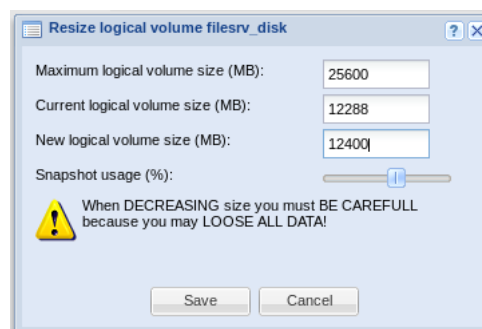 Resize logical volume filesrv_disk
Maximum logical volume size (MB): 25600
Current logical volume size (MB): 12288
New logical volume size (MB): 12400
Snapshot usage (%):
When DECREASING size you must BE CAREFULL
because you may LOOSE ALL DATA!
Save Cancel